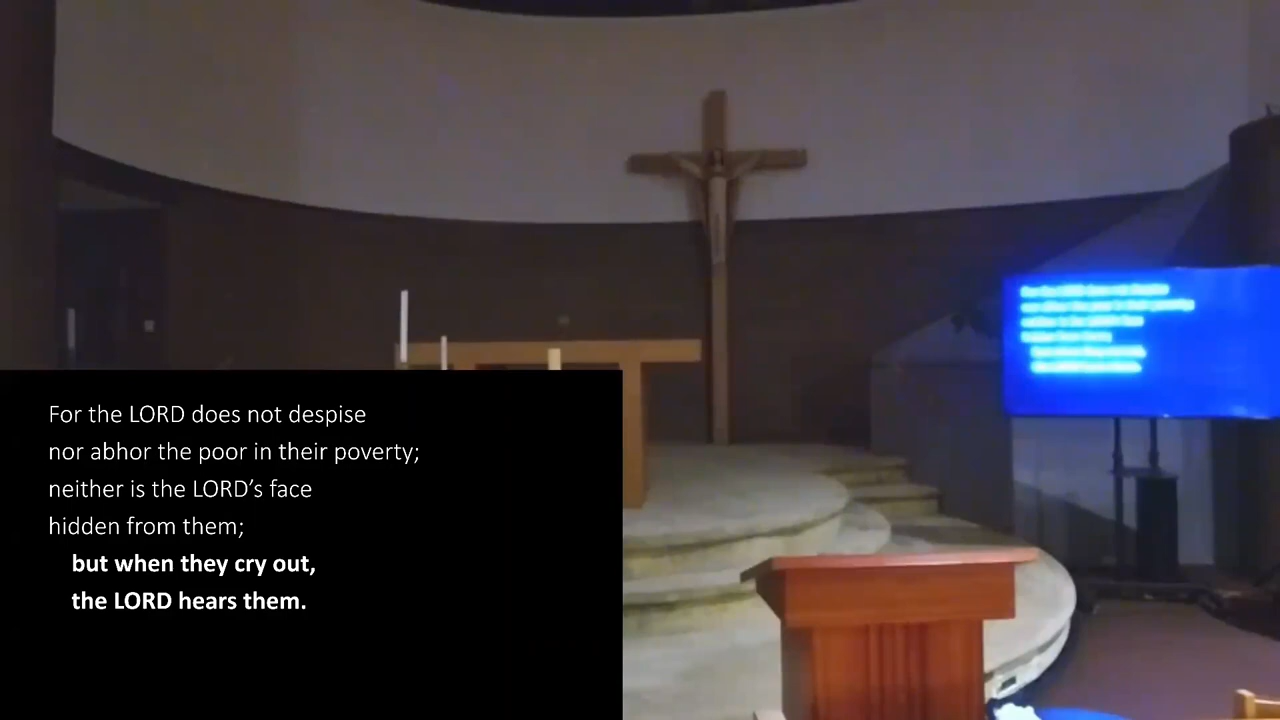 For the LORD does not despise
nor abhor the poor in their poverty;
neither is the LORD’s face
hidden from them;
but when they cry out,
the LORD hears them.